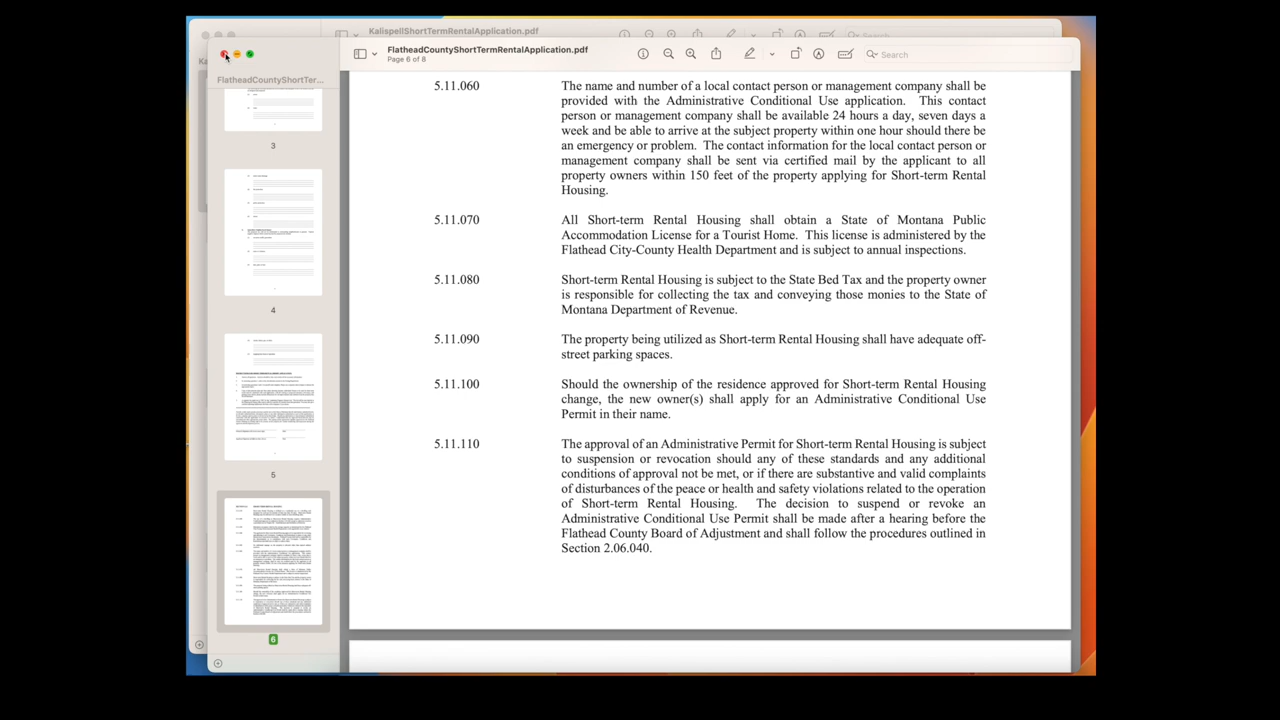 KalispellShortTermRentalApplication.pdf
Search
FlatheadCountyShortTermRentalApplication.pdf
Page 6 of 8
Search
FlatheadCountyShortTer...
3
4
5
6
5.11.060 The name and number of a local contact person or management company shall be
provided with the Administrative Conditional Use application. This contact
person or management company shall be available 24 hours a day, seven days a
week and be able to arrive at the subject property within one hour should there be
an emergency or problem. The contact information for the local contact person or
management company shall be sent via certified mail by the applicant to all
property owners within 150 feet of the property applying for Short-term Rental
Housing.
5.11.070 All Short-term Rental Housing shall obtain a State of Montana Public
Accommodation License for a Tourist Home. This license is administered by the
Flathead City-County Health Department and is subject to annual inspections.
5.11.080 Short-term Rental Housing is subject to the State Bed Tax and the property owner
is responsible for collecting the tax and conveying those monies to the State of
Montana Department of Revenue.
5.11.090 The property being utilized as Short-term Rental Housing shall have adequate off-
street parking spaces.
5.11.100 Should the ownership of the residence approved for Short-term Rental Housing
change, the new owner(s) shall apply for an Administrative Conditional Use
Permit in their name.
5.11.110 The approval of an Administrative Permit for Short-term Rental Housing is subject
to suspension or revocation should any of these standards and any additional
conditions of approval not be met, or if there are substantive and valid complaints
of disturbances of the peace or health and safety violations related to the operation
of Short-term Rental Housing. The decision to suspend or revoke an
Administrative Conditional Use Permit shall be made after a hearing before the
Flathead County Board of Adjustment and shall follow the procedures outlined in
Section 2.06.040.